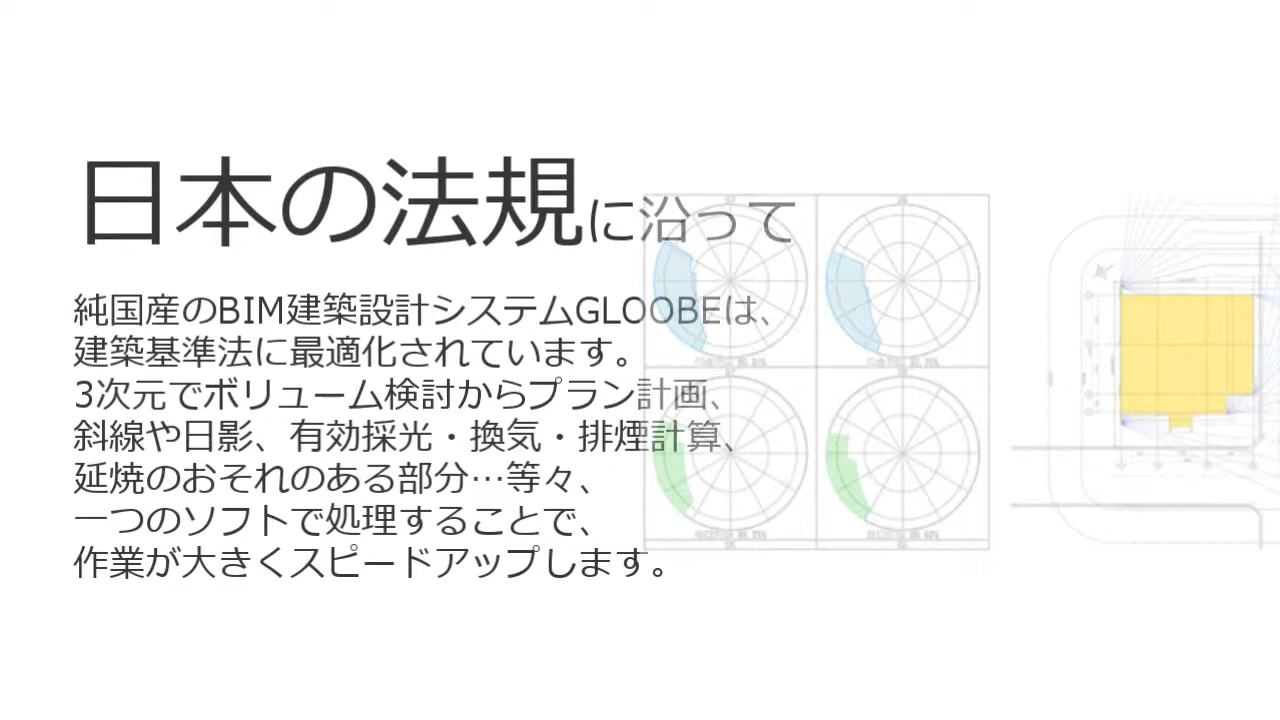 日本の法規に沿って
純国産のBIM建築設計システムGLOOBEは、
建築基準法に最適化されています。
3次元でボリューム検討からプラン計画、
斜線や日影、有効採光・換気・排煙計算、
延焼のおそれのある部分…等々、
一つのソフトで処理することで、
作業が大きくスピードアップします。